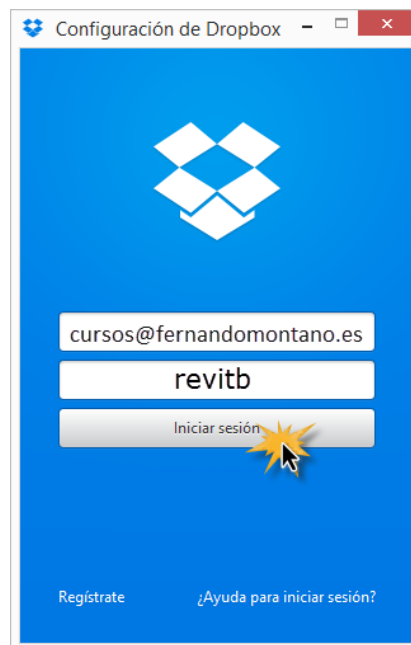 Configuración de Dropbox
cursos@fernandomontano.es
revitb
Iniciar sesión
Regístrate ¿Ayuda para iniciar sesión?